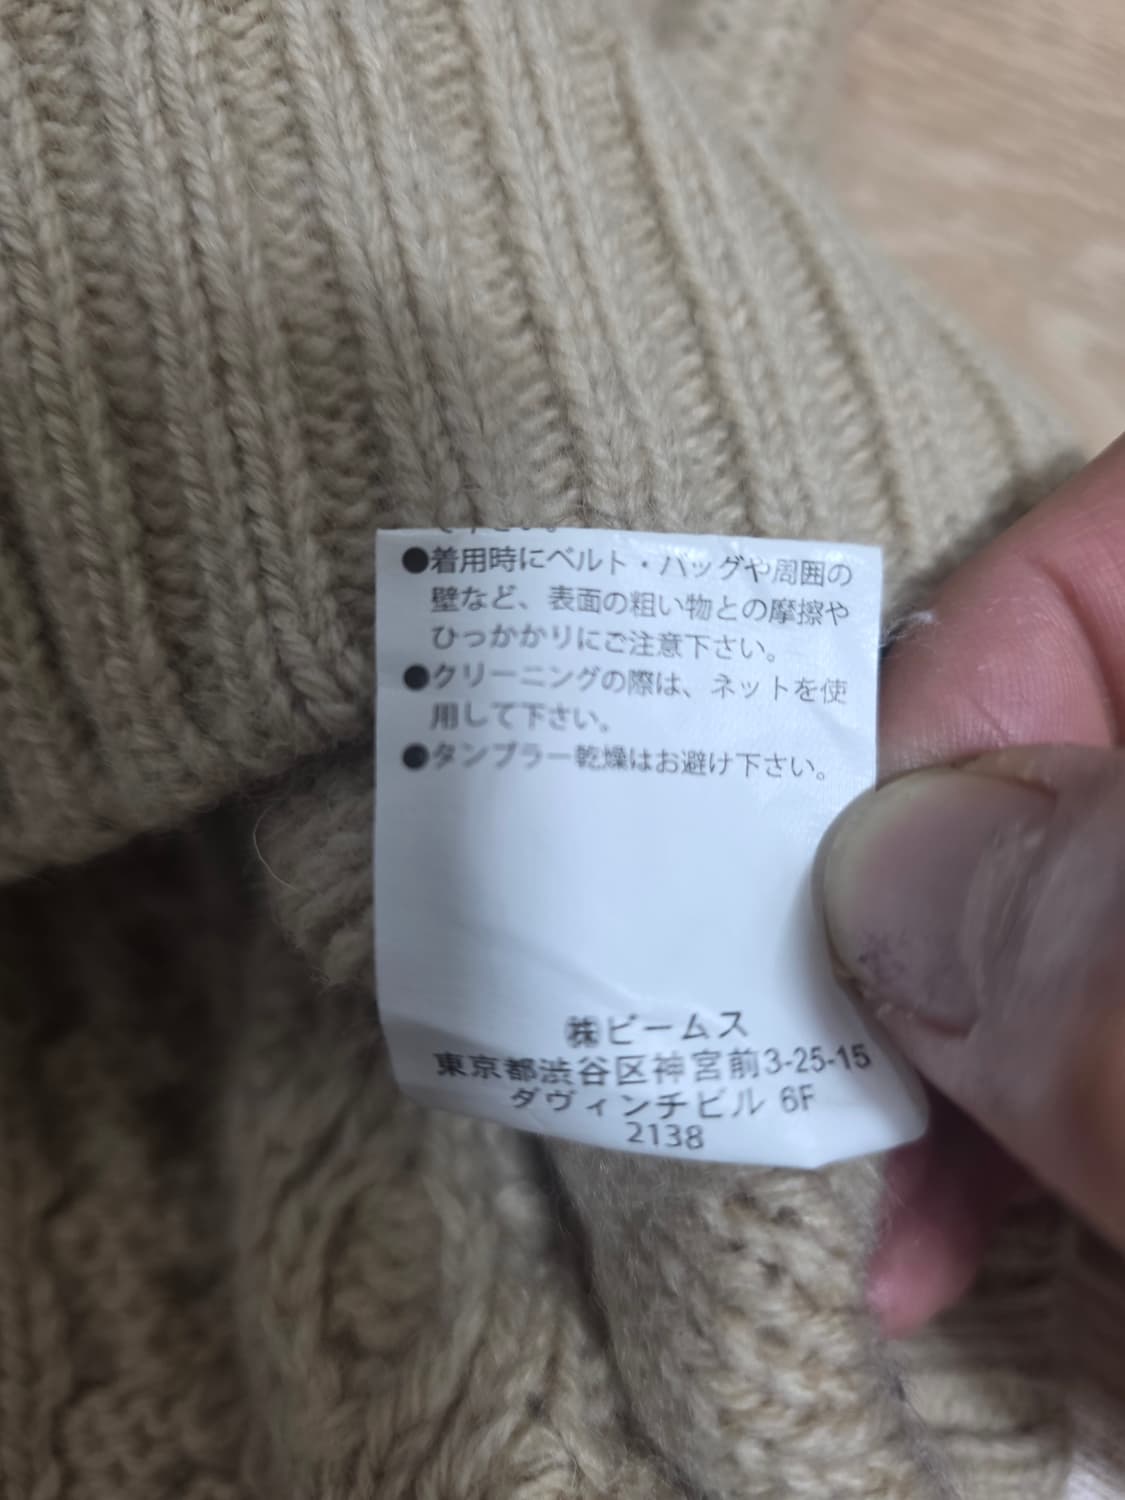 ●着用時にベルト・バッグや周囲の
壁など、表面の粗い物との摩擦や
ひっかかりにご注意下さい。
●クリーニングの際は、ネットを使
用して下さい。
●タンブラー乾燥はお避け下さい。
㈱ビームス
東京都渋谷区神宮前3-25-15
ダヴィンチビル 6F
2138